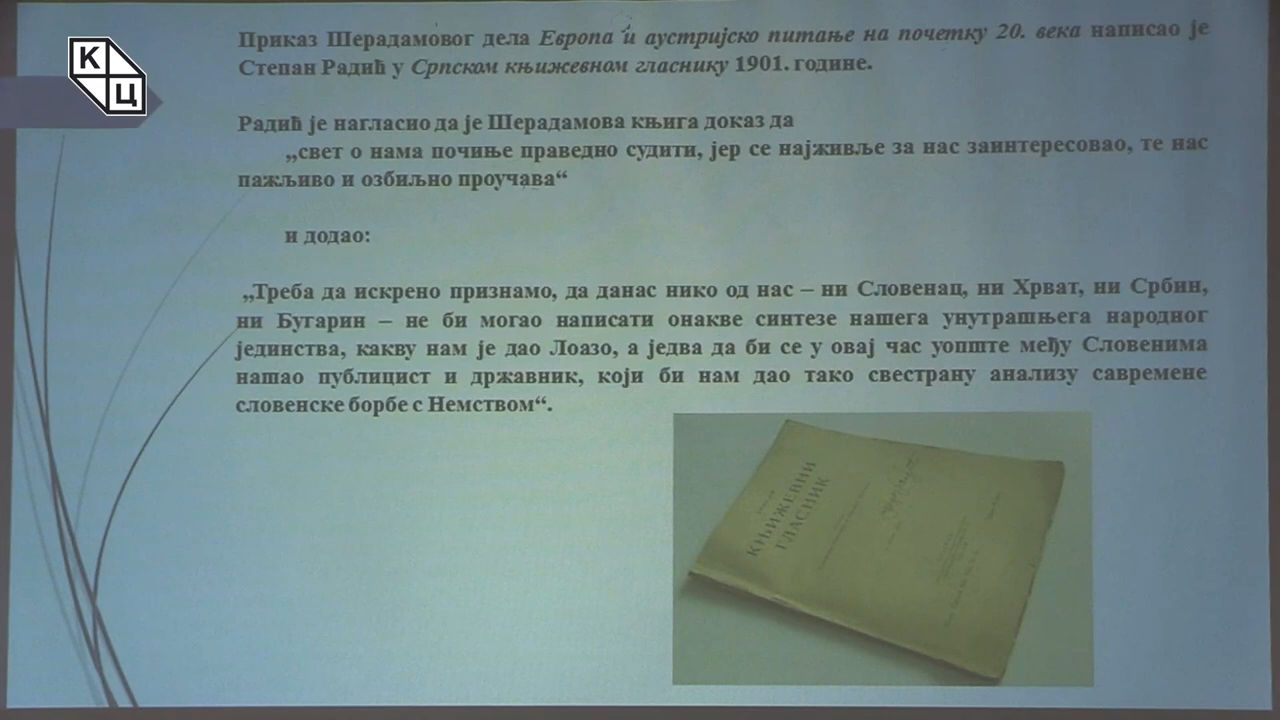 К
Ц
Приказ Шерадамовог дела Европа и аустријско питање на почетку 20. века написао је
Степан Радић у Српском књижевном гласнику 1901. године.
Радић је нагласио да је Шерадамова књига доказ да
„свет о нама почиње праведно судити, јер се најживље за нас заинтересовао, те нас
пажљиво и озбиљно проучава“
и додао:
„Треба да искрено признамо, да данас нико од нас – ни Словенац, ни Хрват, ни Србин,
ни Бугарин – не би могао написати онакве синтезе нашега унутрашњега народног
јединства, какву нам је дао Лоазо, а једва да би се у овај час уопште међу Словенима
нашао публицист и државник, који би нам дао тако свестрану анализу савремене
словенске борбе с Немством“.
КЊИЖЕВНИ
ГЛАСНИК